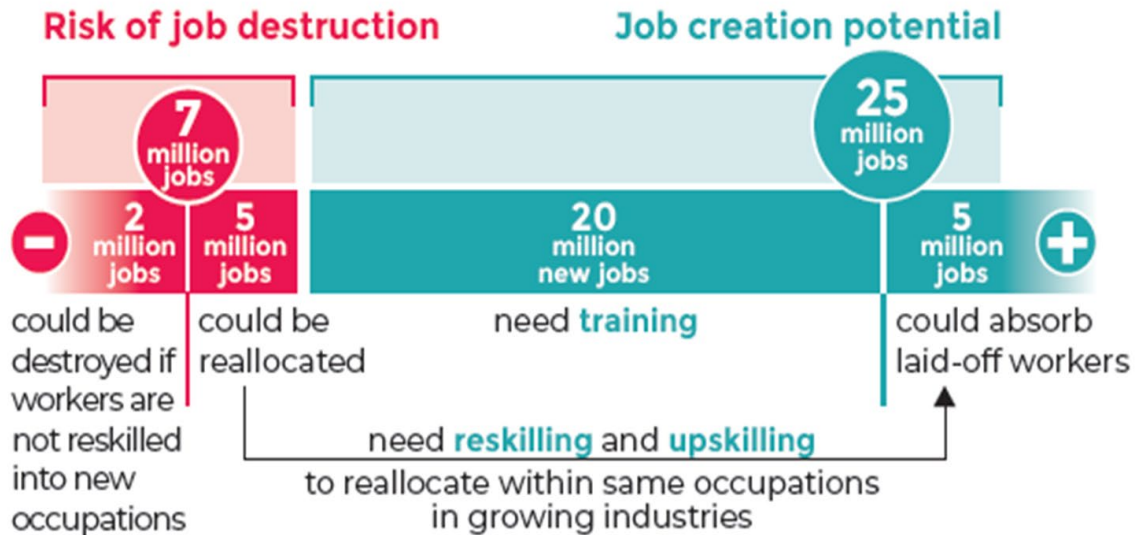 Risk of job destruction
Job creation potential
7
million
jobs
25
million
jobs
2
million
jobs
5
million
jobs
20
million
new jobs
5
million
jobs
could be
destroyed if
workers are
not reskilled
into new
occupations
could be
reallocated
need training
could absorb
laid-off workers
need reskilling and upskilling
to reallocate within same occupations
in growing industries